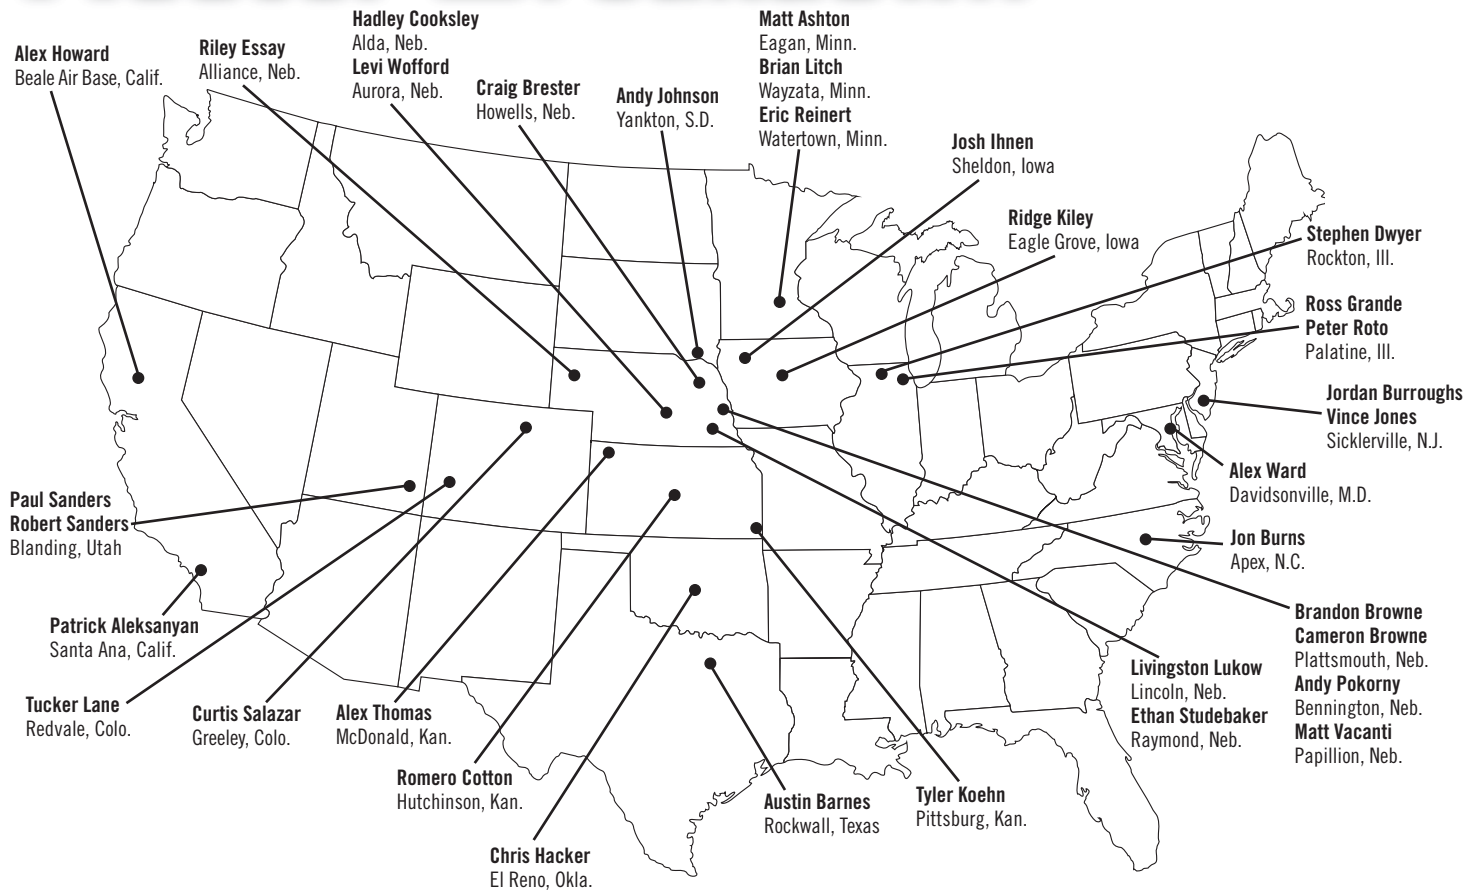 Hadley Cooksley
Alda, Neb.
Levi Wofford
Aurora, Neb.
Matt Ashton
Eagan, Minn.
Brian Litch
Wayzata, Minn.
Eric Reinert
Watertown, Minn.
Alex Howard
Beale Air Base, Calif.
Riley Essay
Alliance, Neb.
Craig Brester
Howells, Neb.
Andy Johnson
Yankton, S.D.
Josh Ihnen
Sheldon, Iowa
Ridge Kiley
Eagle Grove, Iowa
Stephen Dwyer
Rockton, Ill.
Ross Grande
Peter Roto
Palatine, Ill.
Jordan Burroughs
Vince Jones
Sicklerville, N.J.
Alex Ward
Davidsonville, M.D.
Jon Burns
Apex, N.C.
Paul Sanders
Robert Sanders
Blanding, Utah
Patrick Aleksanyan
Santa Ana, Calif.
Tucker Lane
Redvale, Colo.
Curtis Salazar
Greeley, Colo.
Alex Thomas
McDonald, Kan.
Romero Cotton
Hutchinson, Kan.
Chris Hacker
El Reno, Okla.
Austin Barnes
Rockwall, Texas
Tyler Koehn
Pittsburg, Kan.
Livingston Lukow
Lincoln, Neb.
Ethan Studebaker
Raymond, Neb.
Brandon Browne
Cameron Browne
Plattsmouth, Neb.
Andy Pokorny
Bennington, Neb.
Matt Vacanti
Papillion, Neb.